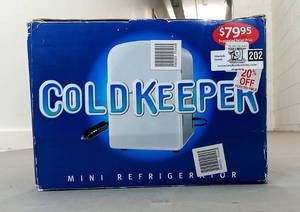 $79.95
202
20%
OFF
COLDKEEPER
MINI REFRIGERATOR